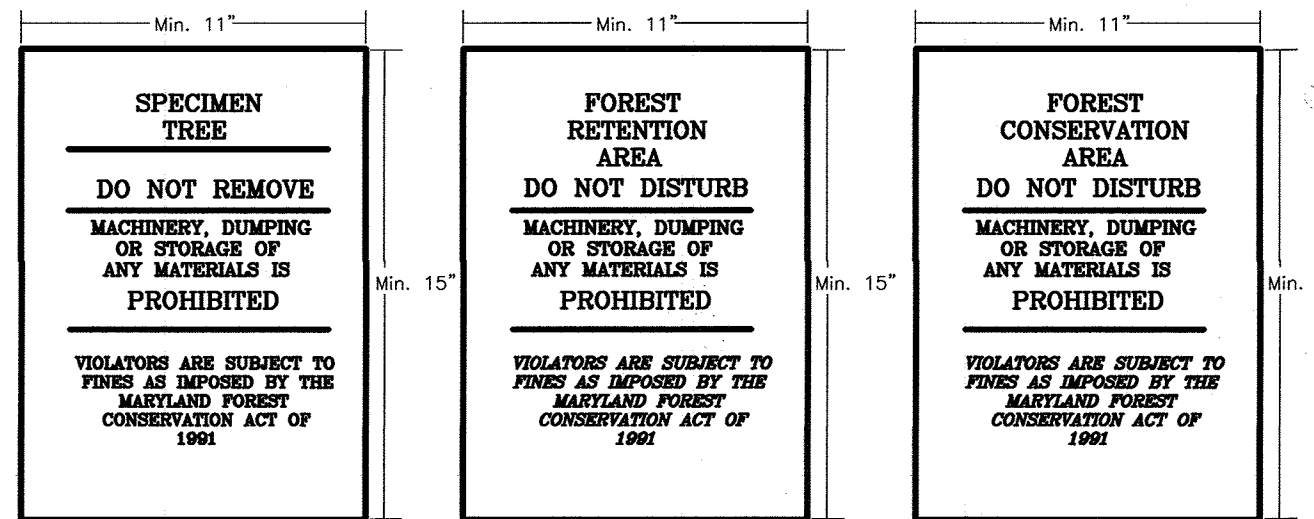 Min. 11"
SPECIMEN
TREE
DO NOT REMOVE
MACHINERY, DUMPING
OR STORAGE OF
ANY MATERIALS IS
PROHIBITED
VIOLATORS ARE SUBJECT TO
FINES AS IMPOSED BY THE
MARYLAND FOREST
CONSERVATION ACT OF
1991
Min. 15"
Min. 11"
FOREST
RETENTION
AREA
DO NOT DISTURB
MACHINERY, DUMPING
OR STORAGE OF
ANY MATERIALS IS
PROHIBITED
VIOLATORS ARE SUBJECT TO
FINES AS IMPOSED BY THE
MARYLAND FOREST
CONSERVATION ACT OF
1991
Min. 15"
Min. 11"
FOREST
CONSERVATION
AREA
DO NOT DISTURB
MACHINERY, DUMPING
OR STORAGE OF
ANY MATERIALS IS
PROHIBITED
VIOLATORS ARE SUBJECT TO
FINES AS IMPOSED BY THE
MARYLAND FOREST
CONSERVATION ACT OF
1991
Min.